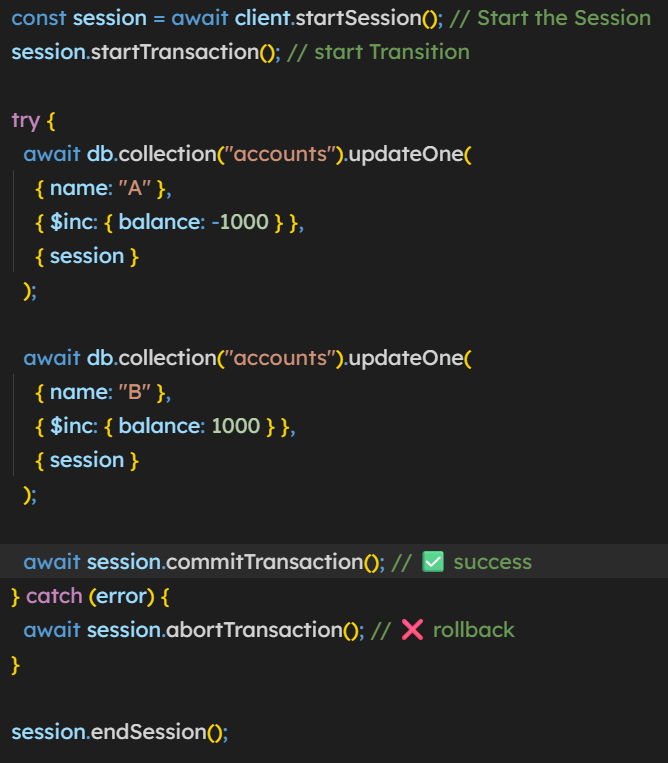 const session = await client.startSession(); // Start the Session
session.startTransaction(); // start Transition
try {
await db.collection("accounts").updateOne(
{ name: "A" },
{ $inc: { balance: -1000 } },
{ session }
);
await db.collection("accounts").updateOne(
{ name: "B" },
{ $inc: { balance: 1000 } },
{ session }
);
await session.commitTransaction(); // ✅ success
} catch (error) {
await session.abortTransaction(); // ❌ rollback
}
session.endSession();